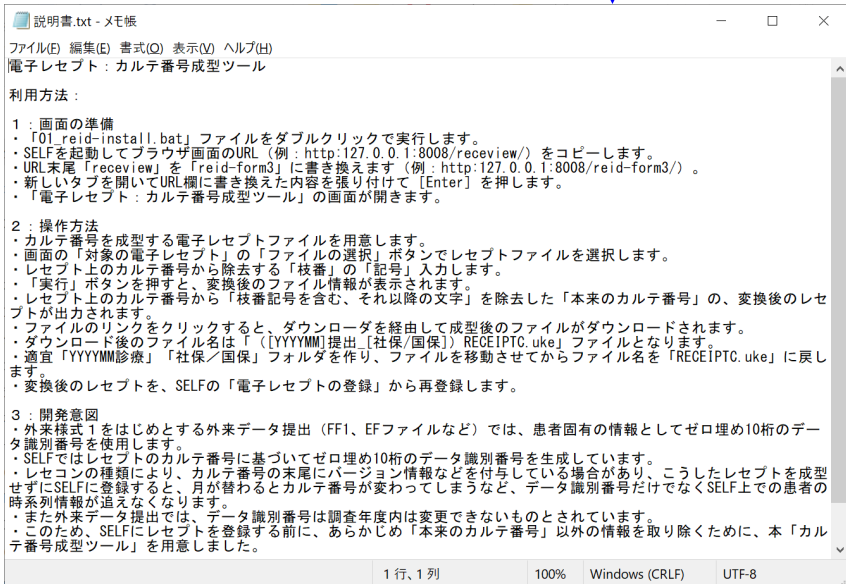 説明書.txt - メモ帳
ファイル(F) 編集(E) 書式(O) 表示(V) ヘルプ(H)
電子レセプト：カルテ番号成型ツール
利用方法：
１：画面の準備
・「01_reid-install.bat」ファイルをダブルクリックで実行します。
・SELFを起動してブラウザ画面のURL（例：http:127.0.0.1:8008/receview/）をコピーします。
・URL末尾「receview」を「reid-form3」に書き換えます（例：http:127.0.0.1:8008/reid-form3/）。
・新しいタブを開いてURL欄に書き換えた内容を張り付けて［Enter］を押します。
・「電子レセプト：カルテ番号成型ツール」の画面が開きます。
２：操作方法
・カルテ番号を成型する電子レセプトファイルを用意します。
・画面の「対象の電子レセプト」の「ファイルの選択」ボタンでレセプトファイルを選択します。
・レセプト上のカルテ番号から除去する「枝番」の「記号」入力します。
・「実行」ボタンを押すと、変換後のファイル情報が表示されます。
・レセプト上のカルテ番号から「枝番記号を含む、それ以降の文字」を除去した「本来のカルテ番号」の、変換後のレセ
プトが出力されます。
・ファイルのリンクをクリックすると、ダウンローダを経由して成型後のファイルがダウンロードされます。
・ダウンロード後のファイル名は「（[YYYYMM]提出_[社保/国保]）RECEIPTC.uke」ファイルとなります。
・適宜「YYYYMM診療」「社保／国保」フォルダを作り、ファイルを移動させてからファイル名を「RECEIPTC.uke」に戻し
ます。
・変換後のレセプトを、SELFの「電子レセプトの登録」から再登録します。
３：開発意図
・外来様式１をはじめとする外来データ提出（FF1、EFファイルなど）では、患者固有の情報としてゼロ埋め10桁のデー
タ識別番号を使用します。
・SELFではレセプトのカルテ番号に基づいてゼロ埋め10桁のデータ識別番号を生成しています。
・レセコンの種類により、カルテ番号の末尾にバージョン情報などを付与している場合があり、こうしたレセプトを成型
せずにSELFに登録すると、月が替わるとカルテ番号が変わってしまうなど、データ識別番号だけでなくSELF上での患者の
時系列情報が追えなくなります。
・また外来データ提出では、データ識別番号は調査年度内は変更できないものとされています。
・このため、SELFにレセプトを登録する前に、あらかじめ「本来のカルテ番号」以外の情報を取り除くために、本「カル
テ番号成型ツール」を用意しました。
1 行、1 列 100% Windows (CRLF) UTF-8